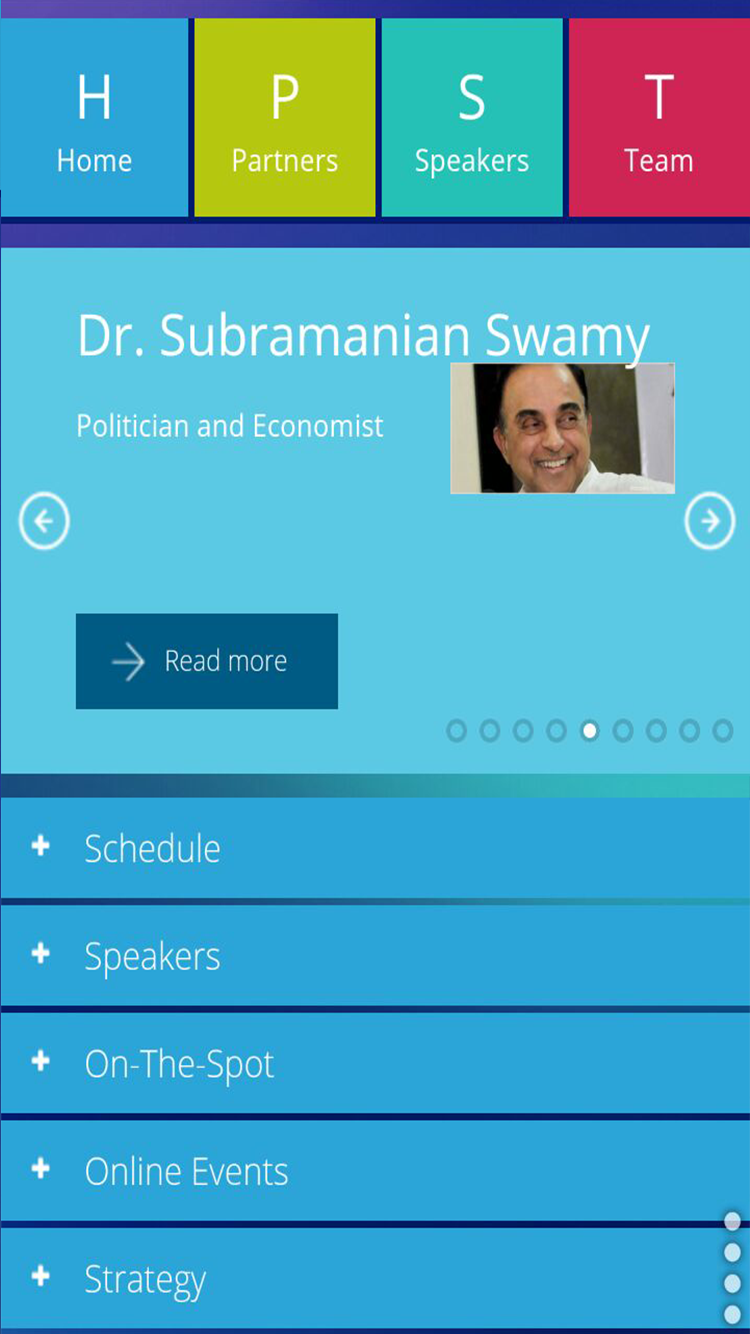 H
Home
P
Partners
S
Speakers
T
Team
Dr. Subramanian Swamy
Politician and Economist
Read more
Schedule
Speakers
On-The-Spot
Online Events
Strategy